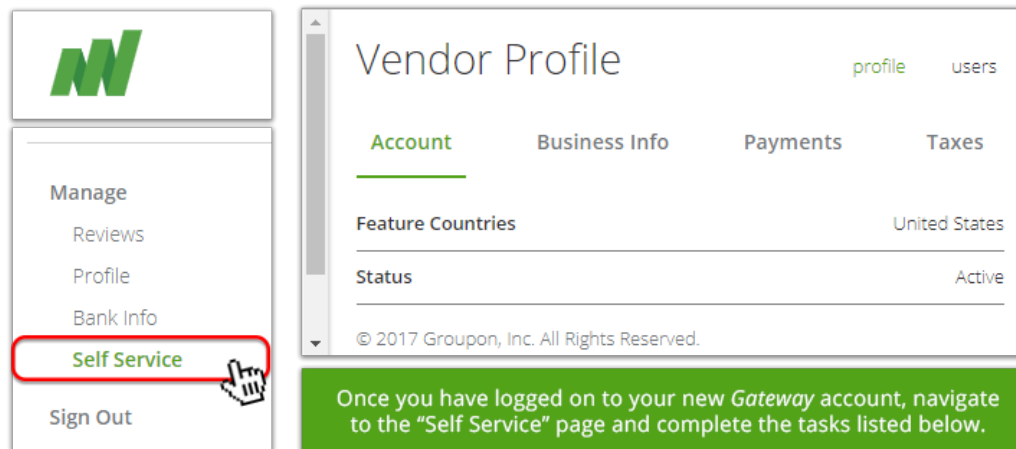 Manage
Reviews
Profile
Bank Info
Self Service
Sign Out
Vendor Profile
profile users
Account Business Info Payments Taxes
Feature Countries United States
Status Active
© 2017 Groupon, Inc. All Rights Reserved.
Once you have logged on to your new Gateway account, navigate
to the “Self Service” page and complete the tasks listed below.